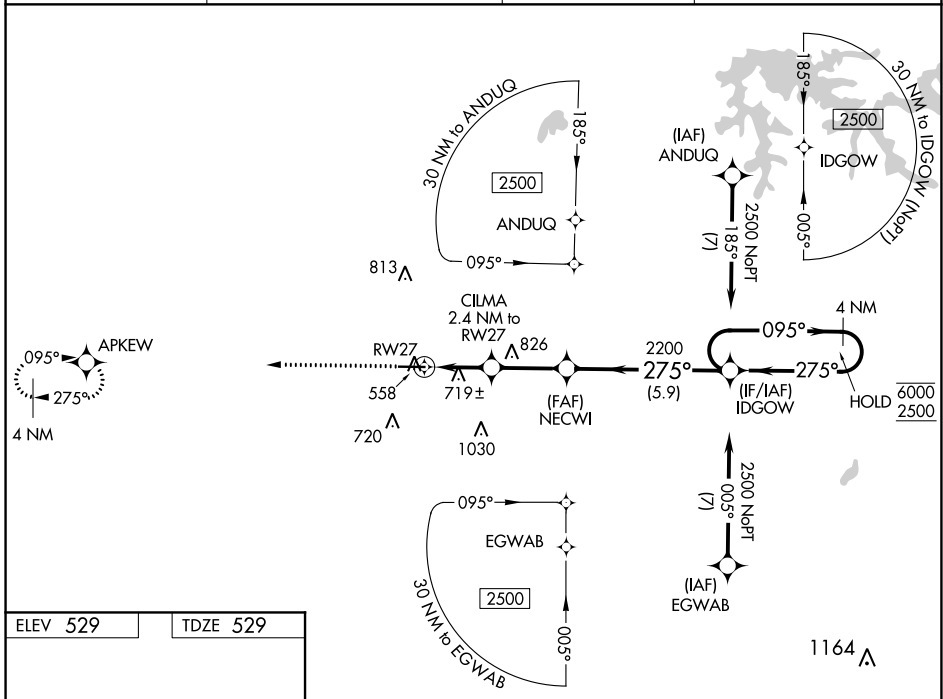 30 NM to ANDUQ
185°
2500
ANDUQ
095°
(IAF)
ANDUQ
2500 NoPT
185°
(7)
185°
30 NM to IDGOW (NoPT)
2500
IDGOW
005°
813
CILMA
2.4 NM to
RW27
826
RW27
558
719±
720
1030
(FAF)
NECWI
2200
275°
(5.9)
(IF/IAF)
IDGOW
4 NM
095°
275°
HOLD
6000
2500
095°
APKEW
275°
4 NM
095°
EGWAB
2500
005°
30 NM to EGWAB
2500 NoPT
005°
(7)
(IAF)
EGWAB
1164
ELEV 529
TDZE 529